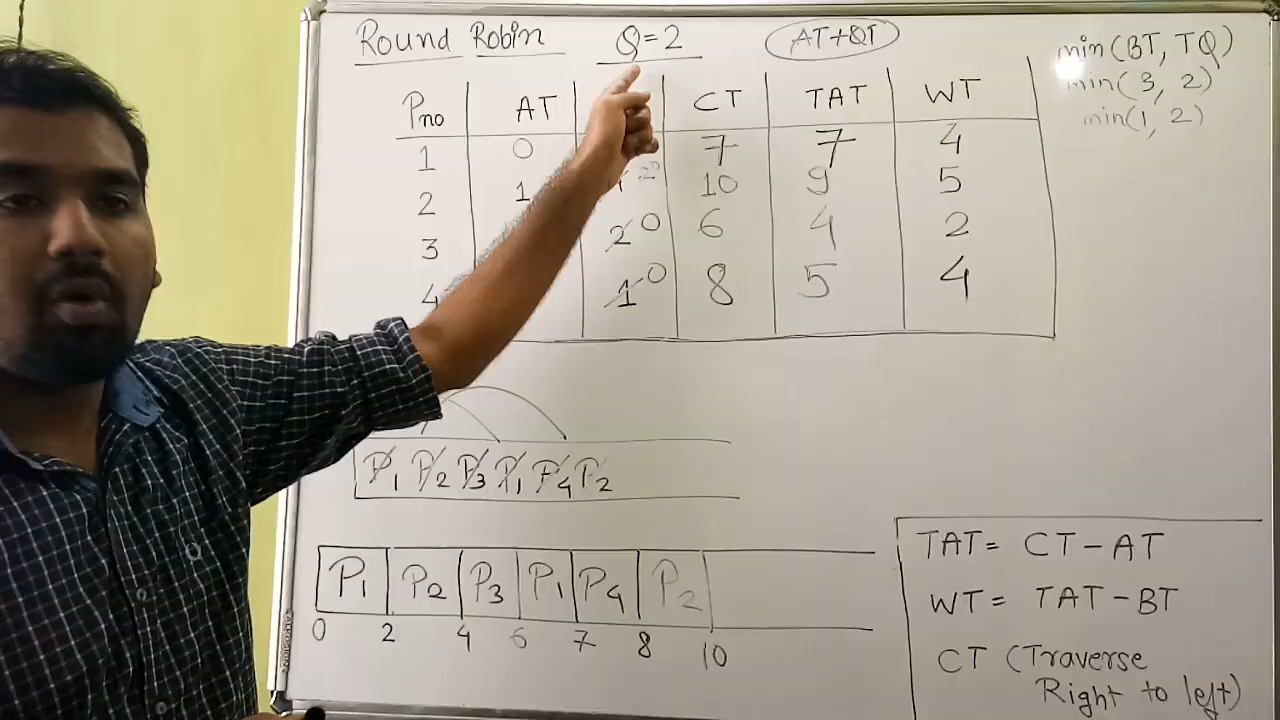 Round Robin Q=2 AT+QT min(BT, TQ)
min(3, 2)
min(1, 2)
Pno AT CT TAT WT
1 0 7 7 4
2 1 10 9 5
3 2 0 6 4 2
4 1 0 8 5 4
P1 P2 P3 P1 P4 P2
P1 P2 P3 P1 P4 P2
0 2 4 6 7 8 10
TAT = CT - AT
WT = TAT - BT
CT (Traverse
Right to left)